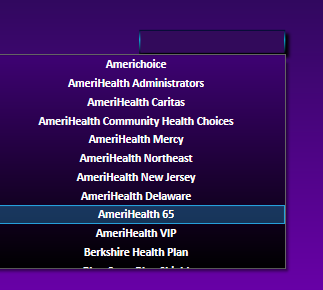 Americhoice
AmeriHealth Administrators
AmeriHealth Caritas
AmeriHealth Community Health Choices
AmeriHealth Mercy
AmeriHealth Northeast
AmeriHealth New Jersey
AmeriHealth Delaware
AmeriHealth 65
AmeriHealth VIP
Berkshire Health Plan